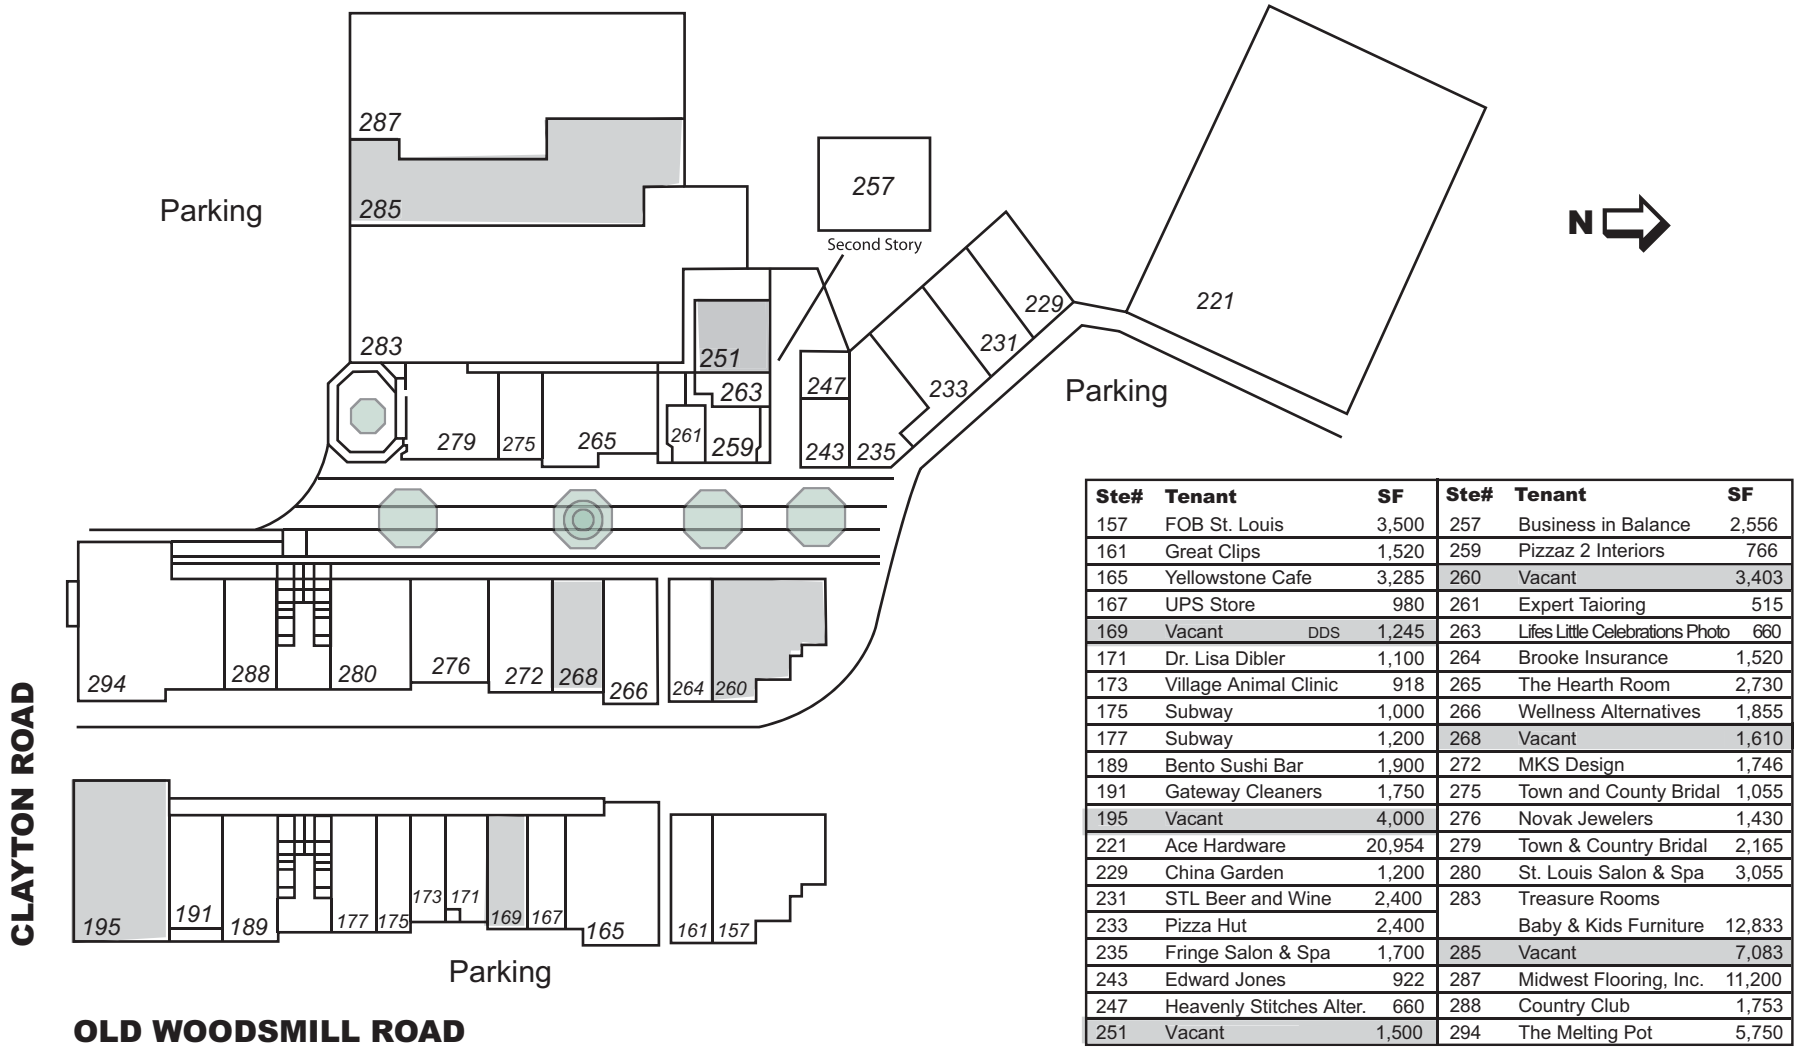 287
285
283
Parking
257
Second Story
N
251
263
247
243
235
233
231
229
221
Parking
279
275
265
261
259
294
288
280
276
272
268
266
264
260
CLAYTON ROAD
195
191
189
177
175
173
171
169
167
165
161
157
Parking
OLD WOODSMILL ROAD
Ste# Tenant SF
157 FOB St. Louis 3,500
161 Great Clips 1,520
165 Yellowstone Cafe 3,285
167 UPS Store 980
169 Vacant DDS 1,245
171 Dr. Lisa Dibler 1,100
173 Village Animal Clinic 918
175 Subway 1,000
177 Subway 1,200
189 Bento Sushi Bar 1,900
191 Gateway Cleaners 1,750
195 Vacant 4,000
221 Ace Hardware 20,954
229 China Garden 1,200
231 STL Beer and Wine 2,400
233 Pizza Hut 2,400
235 Fringe Salon & Spa 1,700
243 Edward Jones 922
247 Heavenly Stitches Alter. 660
251 Vacant 1,500
Ste# Tenant SF
257 Business in Balance 2,556
259 Pizzaz 2 Interiors 766
260 Vacant 3,403
261 Expert Taioring 515
263 Lifes Little Celebrations Photo 660
264 Brooke Insurance 1,520
265 The Hearth Room 2,730
266 Wellness Alternatives 1,855
268 Vacant 1,610
272 MKS Design 1,746
275 Town and County Bridal 1,055
276 Novak Jewelers 1,430
279 Town & Country Bridal 2,165
280 St. Louis Salon & Spa 3,055
283 Treasure Rooms
Baby & Kids Furniture 12,833
285 Vacant 7,083
287 Midwest Flooring, Inc. 11,200
288 Country Club 1,753
294 The Melting Pot 5,750